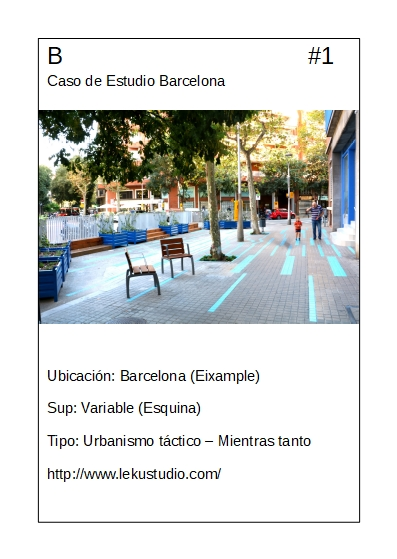 B #1
Caso de Estudio Barcelona
Ubicación: Barcelona (Eixample)
Sup: Variable (Esquina)
Tipo: Urbanismo táctico – Mientras tanto
http://www.lekustudio.com/